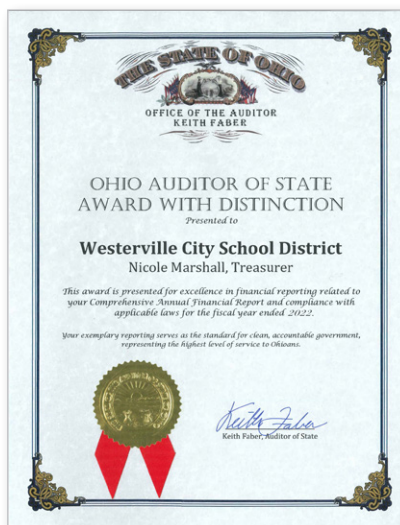 THE STATE OF OHIO
OFFICE OF THE AUDITOR
KEITH FABER
OHIO AUDITOR OF STATE
AWARD WITH DISTINCTION
Presented to
Westerville City School District
Nicole Marshall, Treasurer
This award is presented for excellence in financial reporting related to
your Comprehensive Annual Financial Report and compliance with
applicable laws for the fiscal year ended 2022.
Your exemplary reporting serves as the standard for clean, accountable government,
representing the highest level of service to Ohioans.
Keith Faber
Keith Faber, Auditor of State